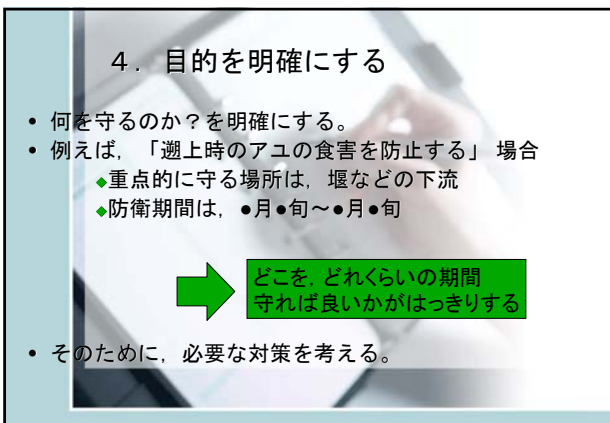 ４．目的を明確にする
• 何を守るのか？を明確にする。
• 例えば，「遡上時のアユの食害を防止する」 場合
◆重点的に守る場所は，堰などの下流
◆防衛期間は，●月●旬～●月●旬
どこを，どれくらいの期間
守れば良いかがはっきりする
• そのために，必要な対策を考える。